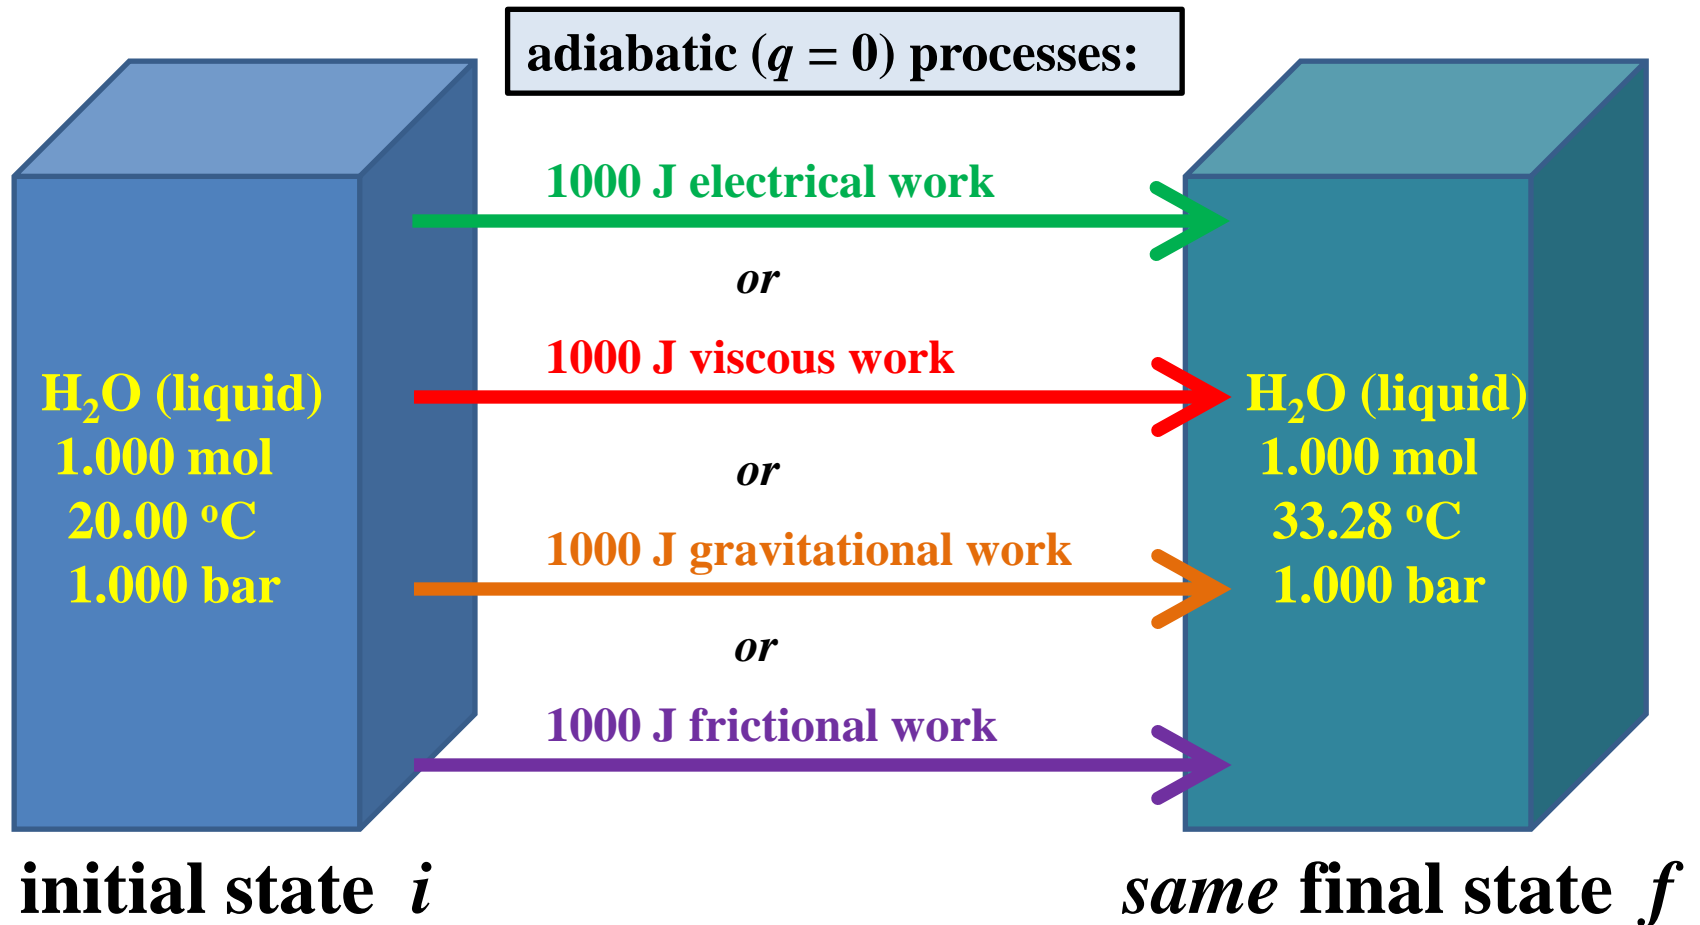 adiabatic (q = 0) processes:
1000 J electrical work
or
1000 J viscous work
or
1000 J gravitational work
or
1000 J frictional work
H₂O (liquid)
1.000 mol
20.00 ºC
1.000 bar
H₂O (liquid)
1.000 mol
33.28 ºC
1.000 bar
initial state i
same final state f